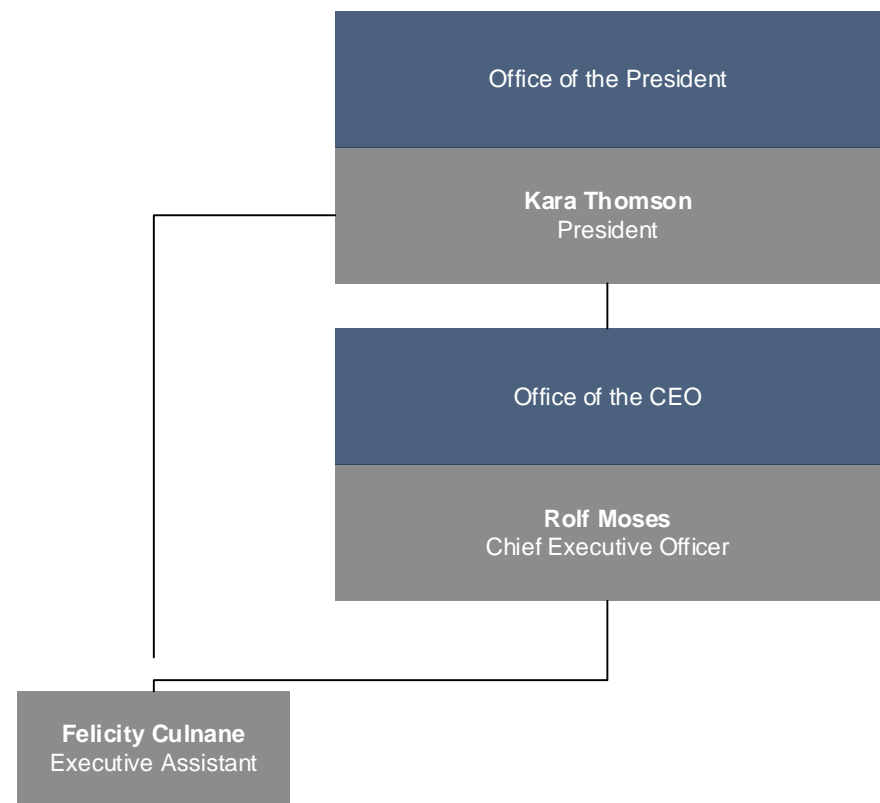 Office of the President
Kara Thomson
President
Office of the CEO
Rolf Moses
Chief Executive Officer
Felicity Culnane
Executive Assistant